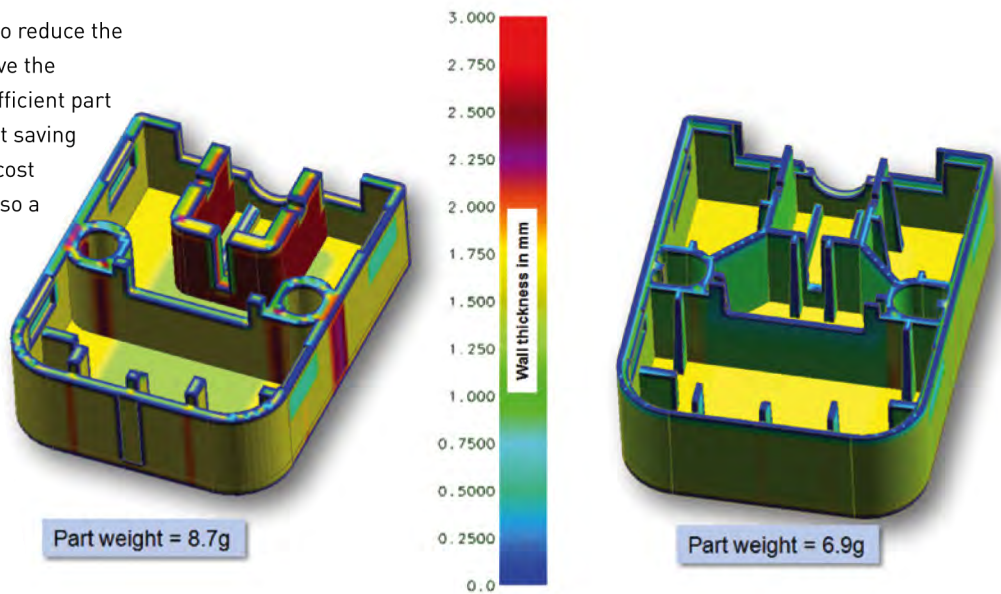 o reduce the
ve the
fficient part
t saving
cost
so a
3.000
2.750
2.500
2.250
2.000
1.750
1.500
1.250
1.000
0.7500
0.5000
0.2500
0.0
Wall thickness in mm
Part weight = 8.7g
Part weight = 6.9g